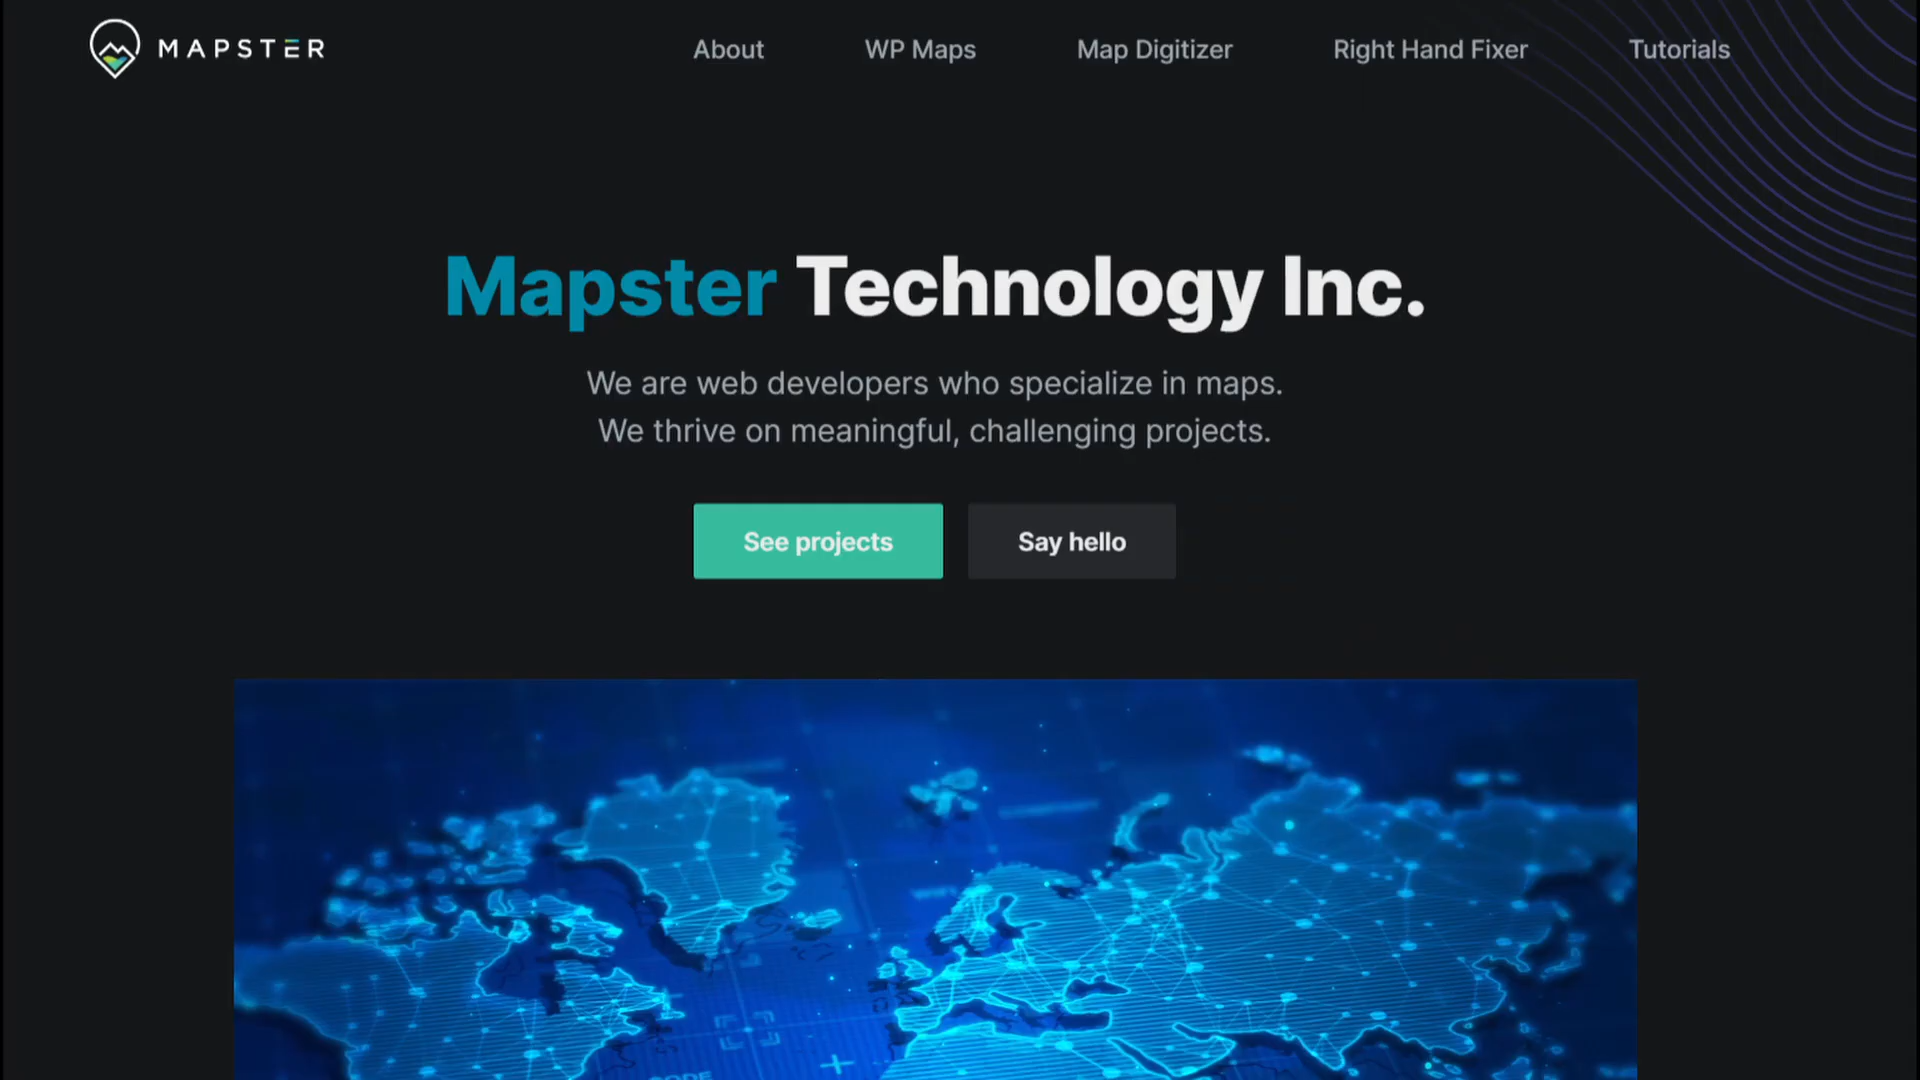 MAPSTER
About
WP Maps
Map Digitizer
Right Hand Fixer
Tutorials
Mapster Technology Inc.
We are web developers who specialize in maps.
We thrive on meaningful, challenging projects.
See projects
Say hello
CODE